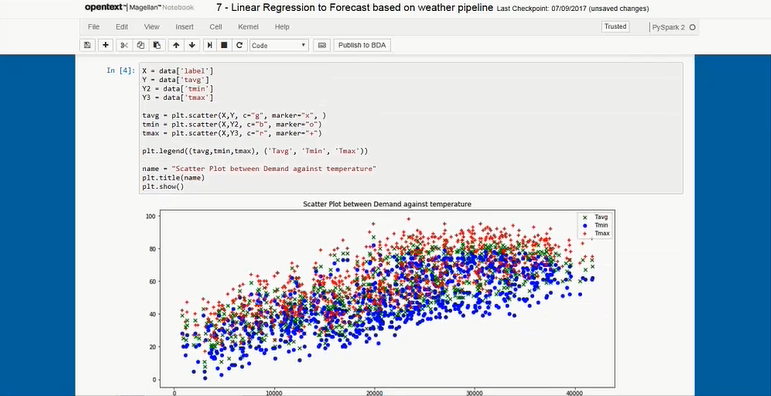 opentext™ | Magellan™ Notebook 7 - Linear Regression to Forecast based on weather pipeline Last Checkpoint: 07/09/2017 (unsaved changes)
File Edit View Insert Cell Kernel Help Trusted | PySpark 2
Code Publish to BDA
In [4]: X = data['label']
Y = data['tavg']
Y2 = data['tmin']
Y3 = data['tmax']
tavg = plt.scatter(X,Y, c="g", marker="x", )
tmin = plt.scatter(X,Y2, c="b", marker="o")
tmax = plt.scatter(X,Y3, c="r", marker="+")
plt.legend((tavg,tmin,tmax), ('Tavg', 'Tmin', 'Tmax'))
name = "Scatter Plot between Demand against temperature"
plt.title(name)
plt.show()
Scatter Plot between Demand against temperature
100
80
60
40
20
0
Tavg
Tmin
Tmax
0 10000 20000 30000 40000